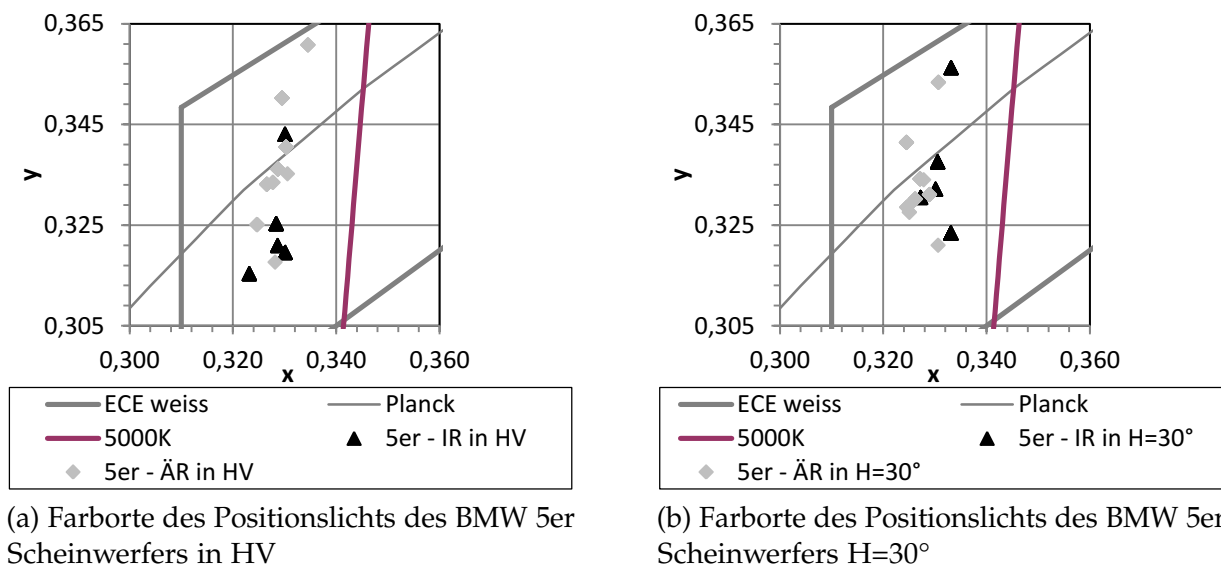 0,365
0,345
0,325
0,305
y
0,300 0,320 0,340 0,360
x
ECE weiss Planck
5000K 5er - IR in HV
5er - ÄR in HV
(a) Farborte des Positionslichts des BMW 5er
Scheinwerfers in HV
0,365
0,345
0,325
0,305
y
0,300 0,320 0,340 0,360
x
ECE weiss Planck
5000K 5er - IR in H=30°
5er - ÄR in H=30°
(b) Farborte des Positionslichts des BMW 5er
Scheinwerfers H=30°